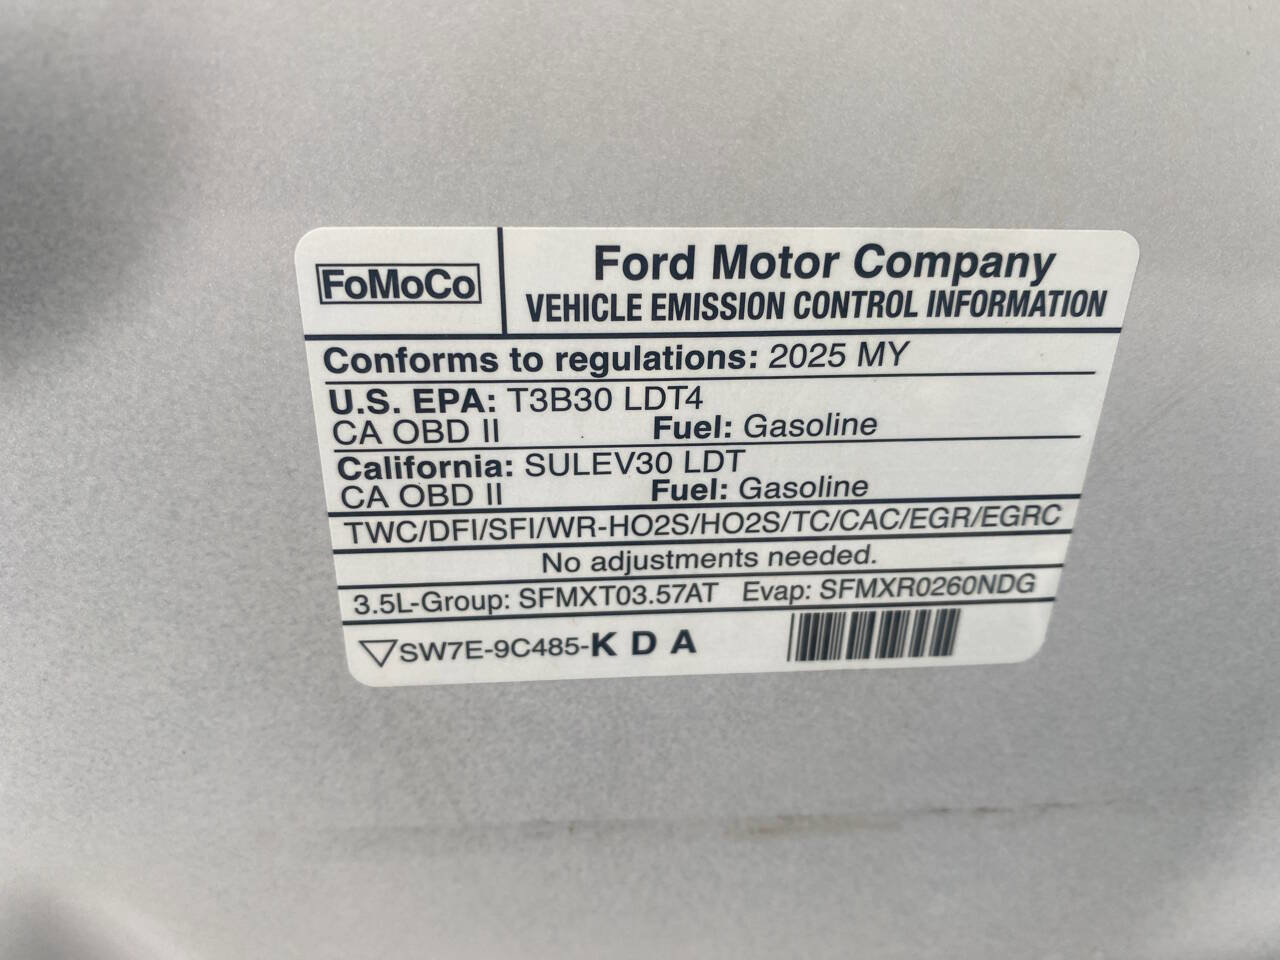 FoMoCo
Ford Motor Company
VEHICLE EMISSION CONTROL INFORMATION
Conforms to regulations: 2025 MY
U.S. EPA: T3B30 LDT4
CA OBD II Fuel: Gasoline
California: SULEV30 LDT
CA OBD II Fuel: Gasoline
TWC/DFI/SFI/WR-HO2S/HO2S/TC/CAC/EGR/EGRC
No adjustments needed.
3.5L-Group: SFMXT03.57AT Evap: SFMXR0260NDG
SW7E-9C485-K D A